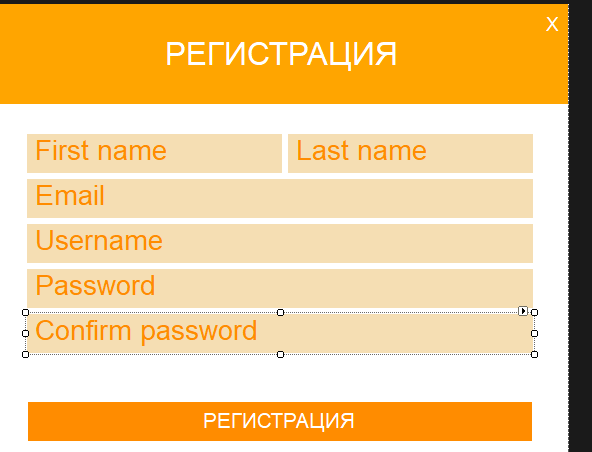 X
РЕГИСТРАЦИЯ
First name Last name
Email
Username
Password
Confirm password
РЕГИСТРАЦИЯ